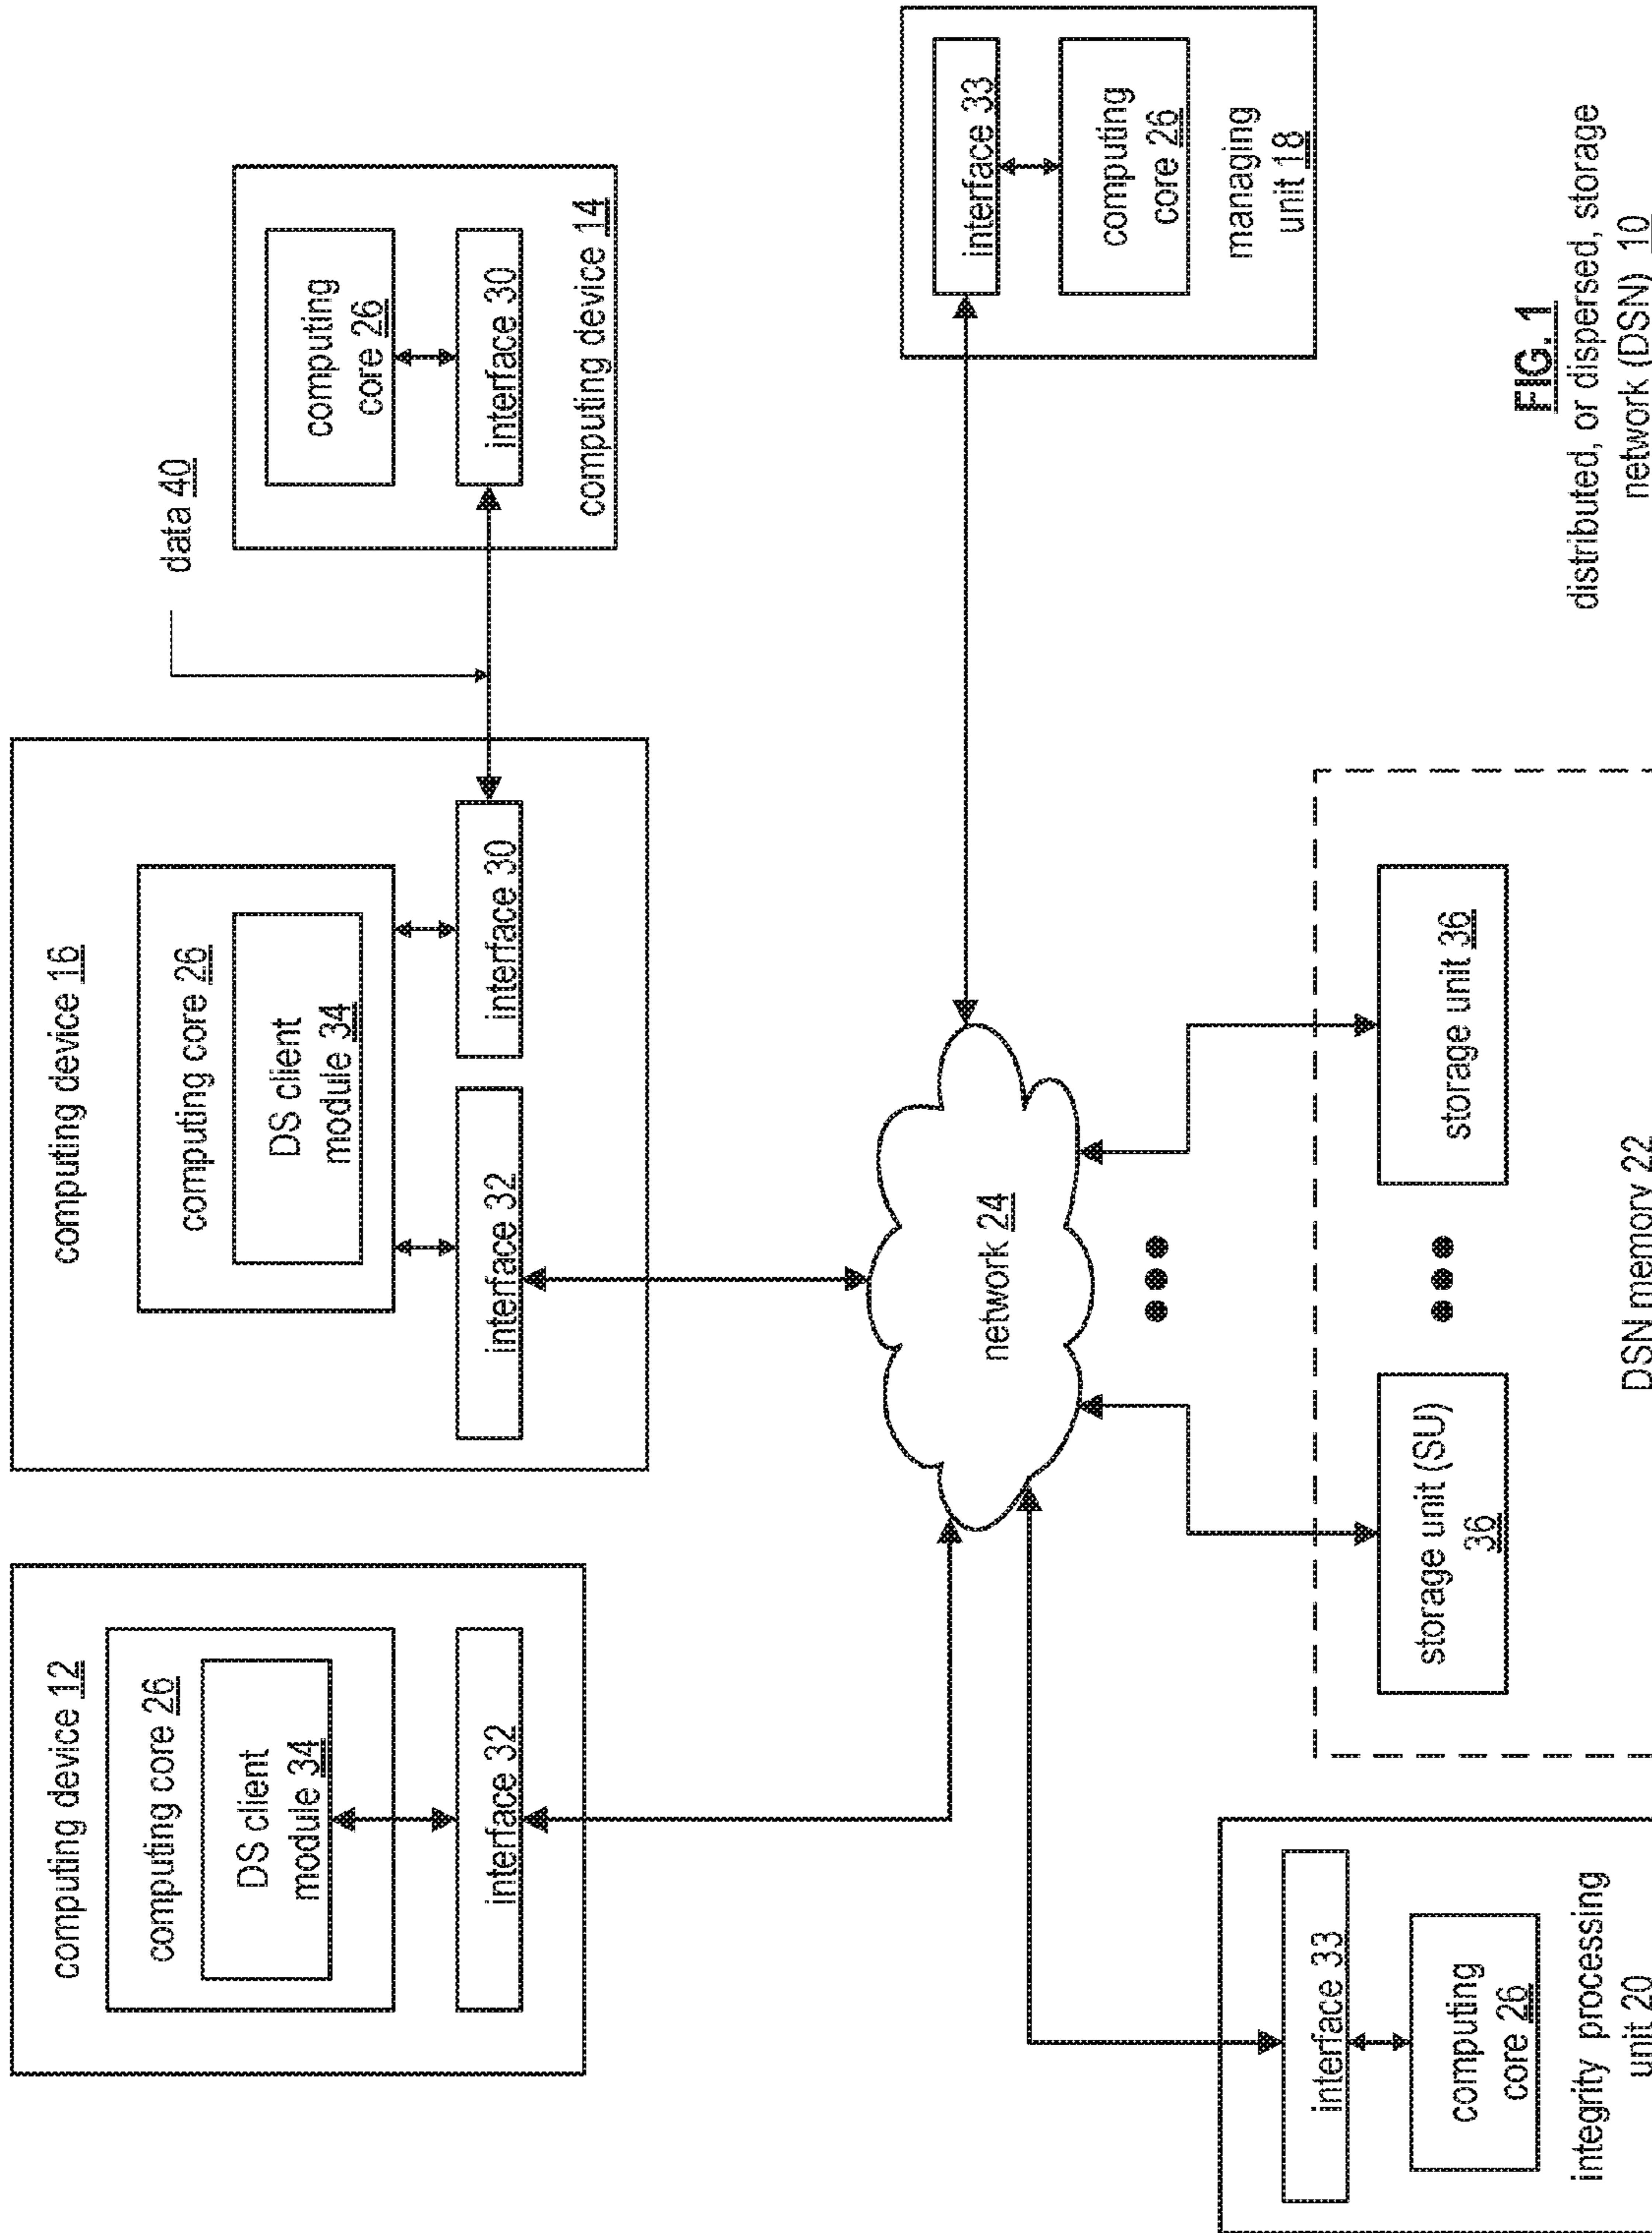 computing device 12
computing core 26
DS client
module 34
interface 32
computing device 16
computing core 26
DS client
module 34
interface 32
interface 30
data 40
computing
core 26
interface 30
computing device 14
network 24
interface 33
computing
core 26
managing
unit 18
interface 33
computing
core 26
integrity processing
unit 20
storage unit (SU)
36
storage unit 36
DSN memory 22
FIG. 1
distributed, or dispersed, storage
network (DSN) 10